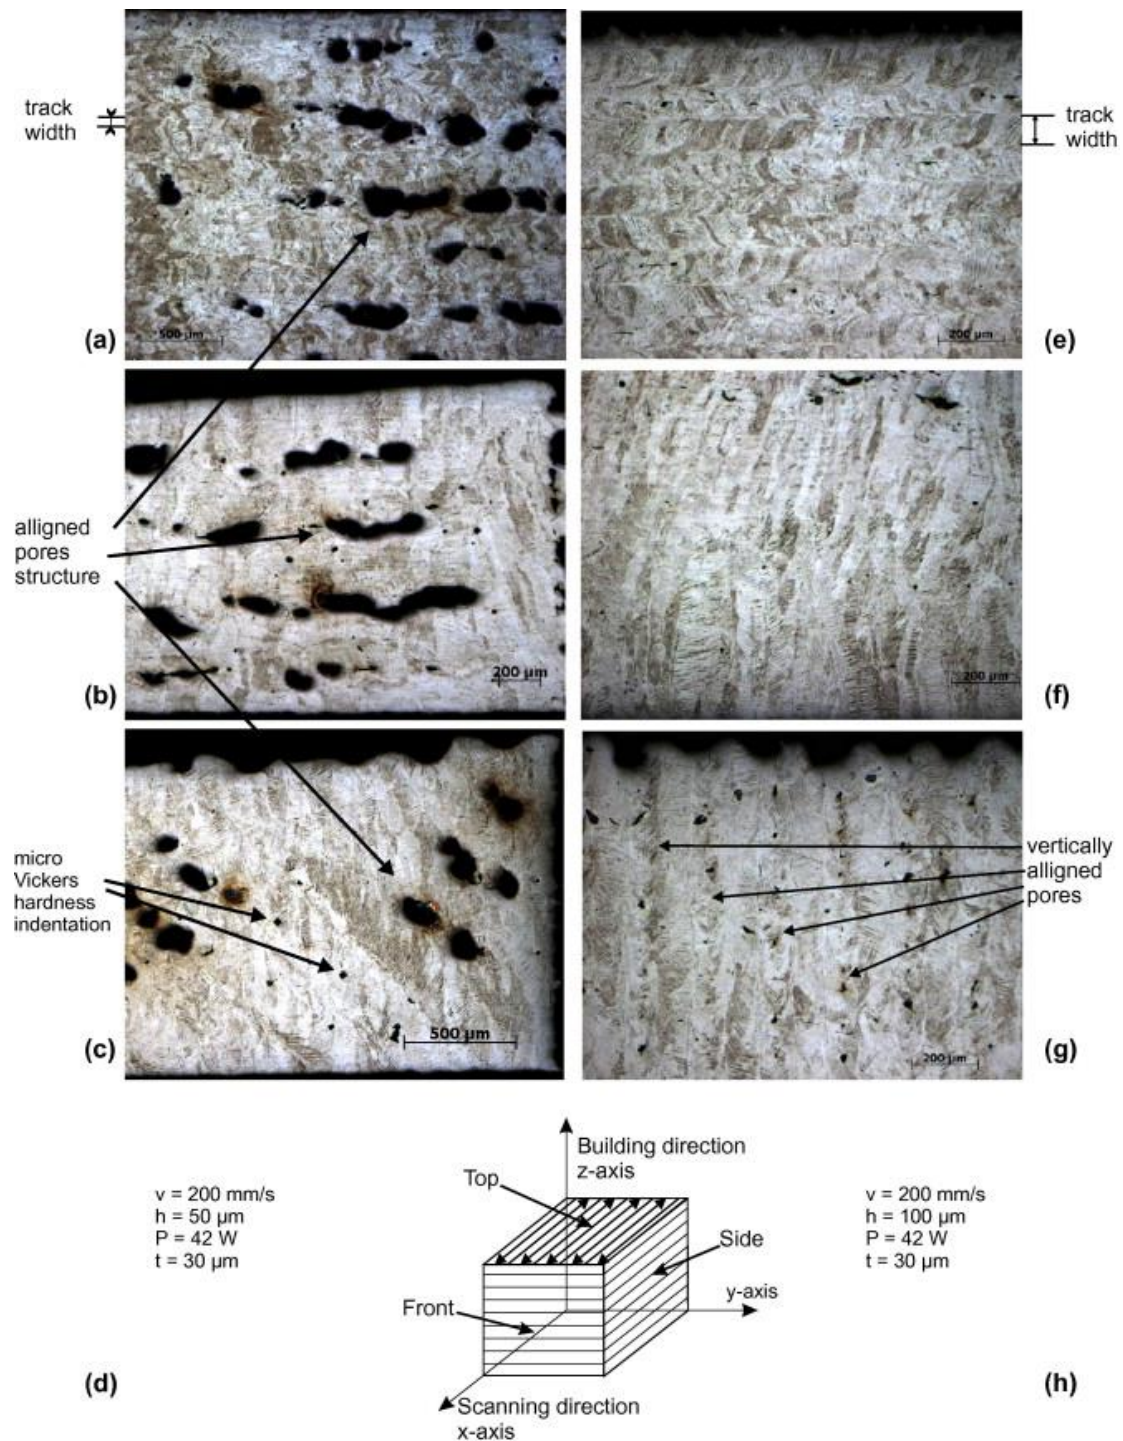 track
width
500 µm
(a)
track
width
200 µm
(e)
alligned
pores
structure
200 µm
(b)
200 µm
(f)
micro
Vickers
hardness
indentation
500 µm
(c)
vertically
alligned
pores
200 µm
(g)
v = 200 mm/s
h = 50 µm
P = 42 W
t = 30 µm
(d)
Building direction
z-axis
Top
Side
y-axis
Front
Scanning direction
x-axis
v = 200 mm/s
h = 100 µm
P = 42 W
t = 30 µm
(h)